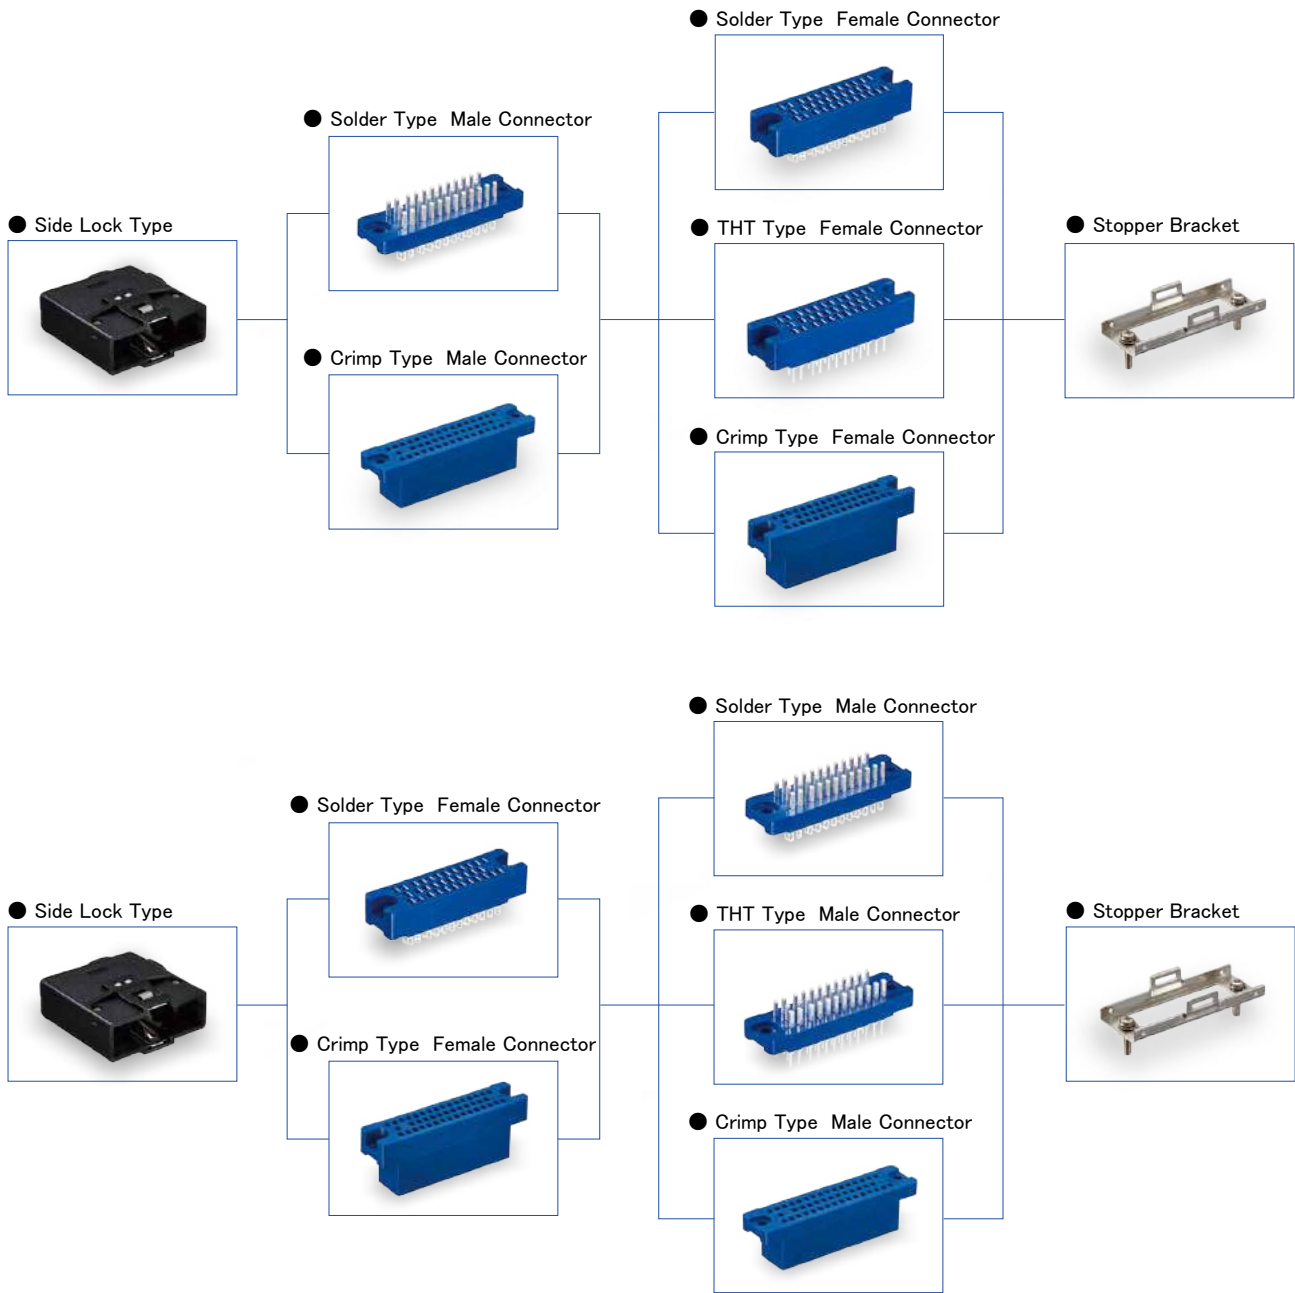 ● Solder Type Female Connector
● Solder Type Male Connector
● Side Lock Type
● THT Type Female Connector
● Stopper Bracket
● Crimp Type Male Connector
● Crimp Type Female Connector
● Solder Type Male Connector
● Solder Type Female Connector
● Side Lock Type
● THT Type Male Connector
● Stopper Bracket
● Crimp Type Female Connector
● Crimp Type Male Connector